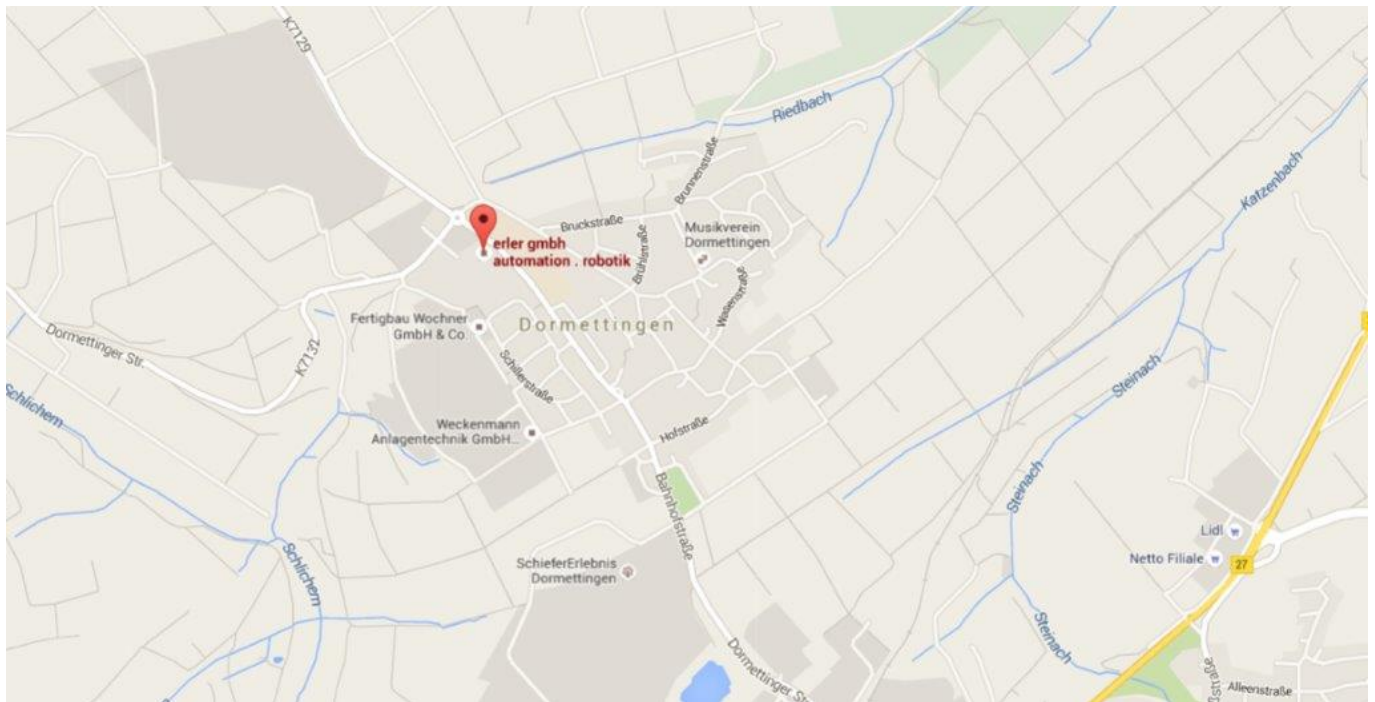 K7129
Riedbach
Brunnenstraße
Katzenbach
Bruckstraße
Musikverein
Dormettingen
erler gmbh
automation . robotik
Brühlstraße
Wasenstraße
Fertigbau Wochner
GmbH & Co.
Dormettingen
Dormettinger Str.
K7132
Schillerstraße
Steinach
Schlichem
Weckenmann
Anlagentechnik GmbH...
Hofstraße
Bahnhofstraße
Steinach
Lidl
Netto Filiale
27
SchieferErlebnis
Dormettingen
Schlichem
Steinach
Dormettinger Str
Alleenstraße